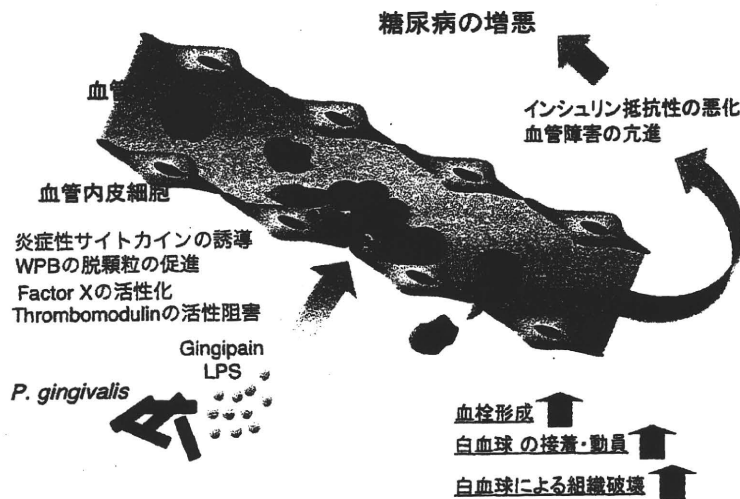 糖尿病の増悪
インシュリン抵抗性の悪化
血管障害の亢進
血管内皮細胞
炎症性サイトカインの誘導
WPBの脱顆粒の促進
Factor Xの活性化
Thrombomodulinの活性阻害
Gingipain
LPS
P. gingivalis
血栓形成
白血球 の接着・動員
白血球による組織破壊